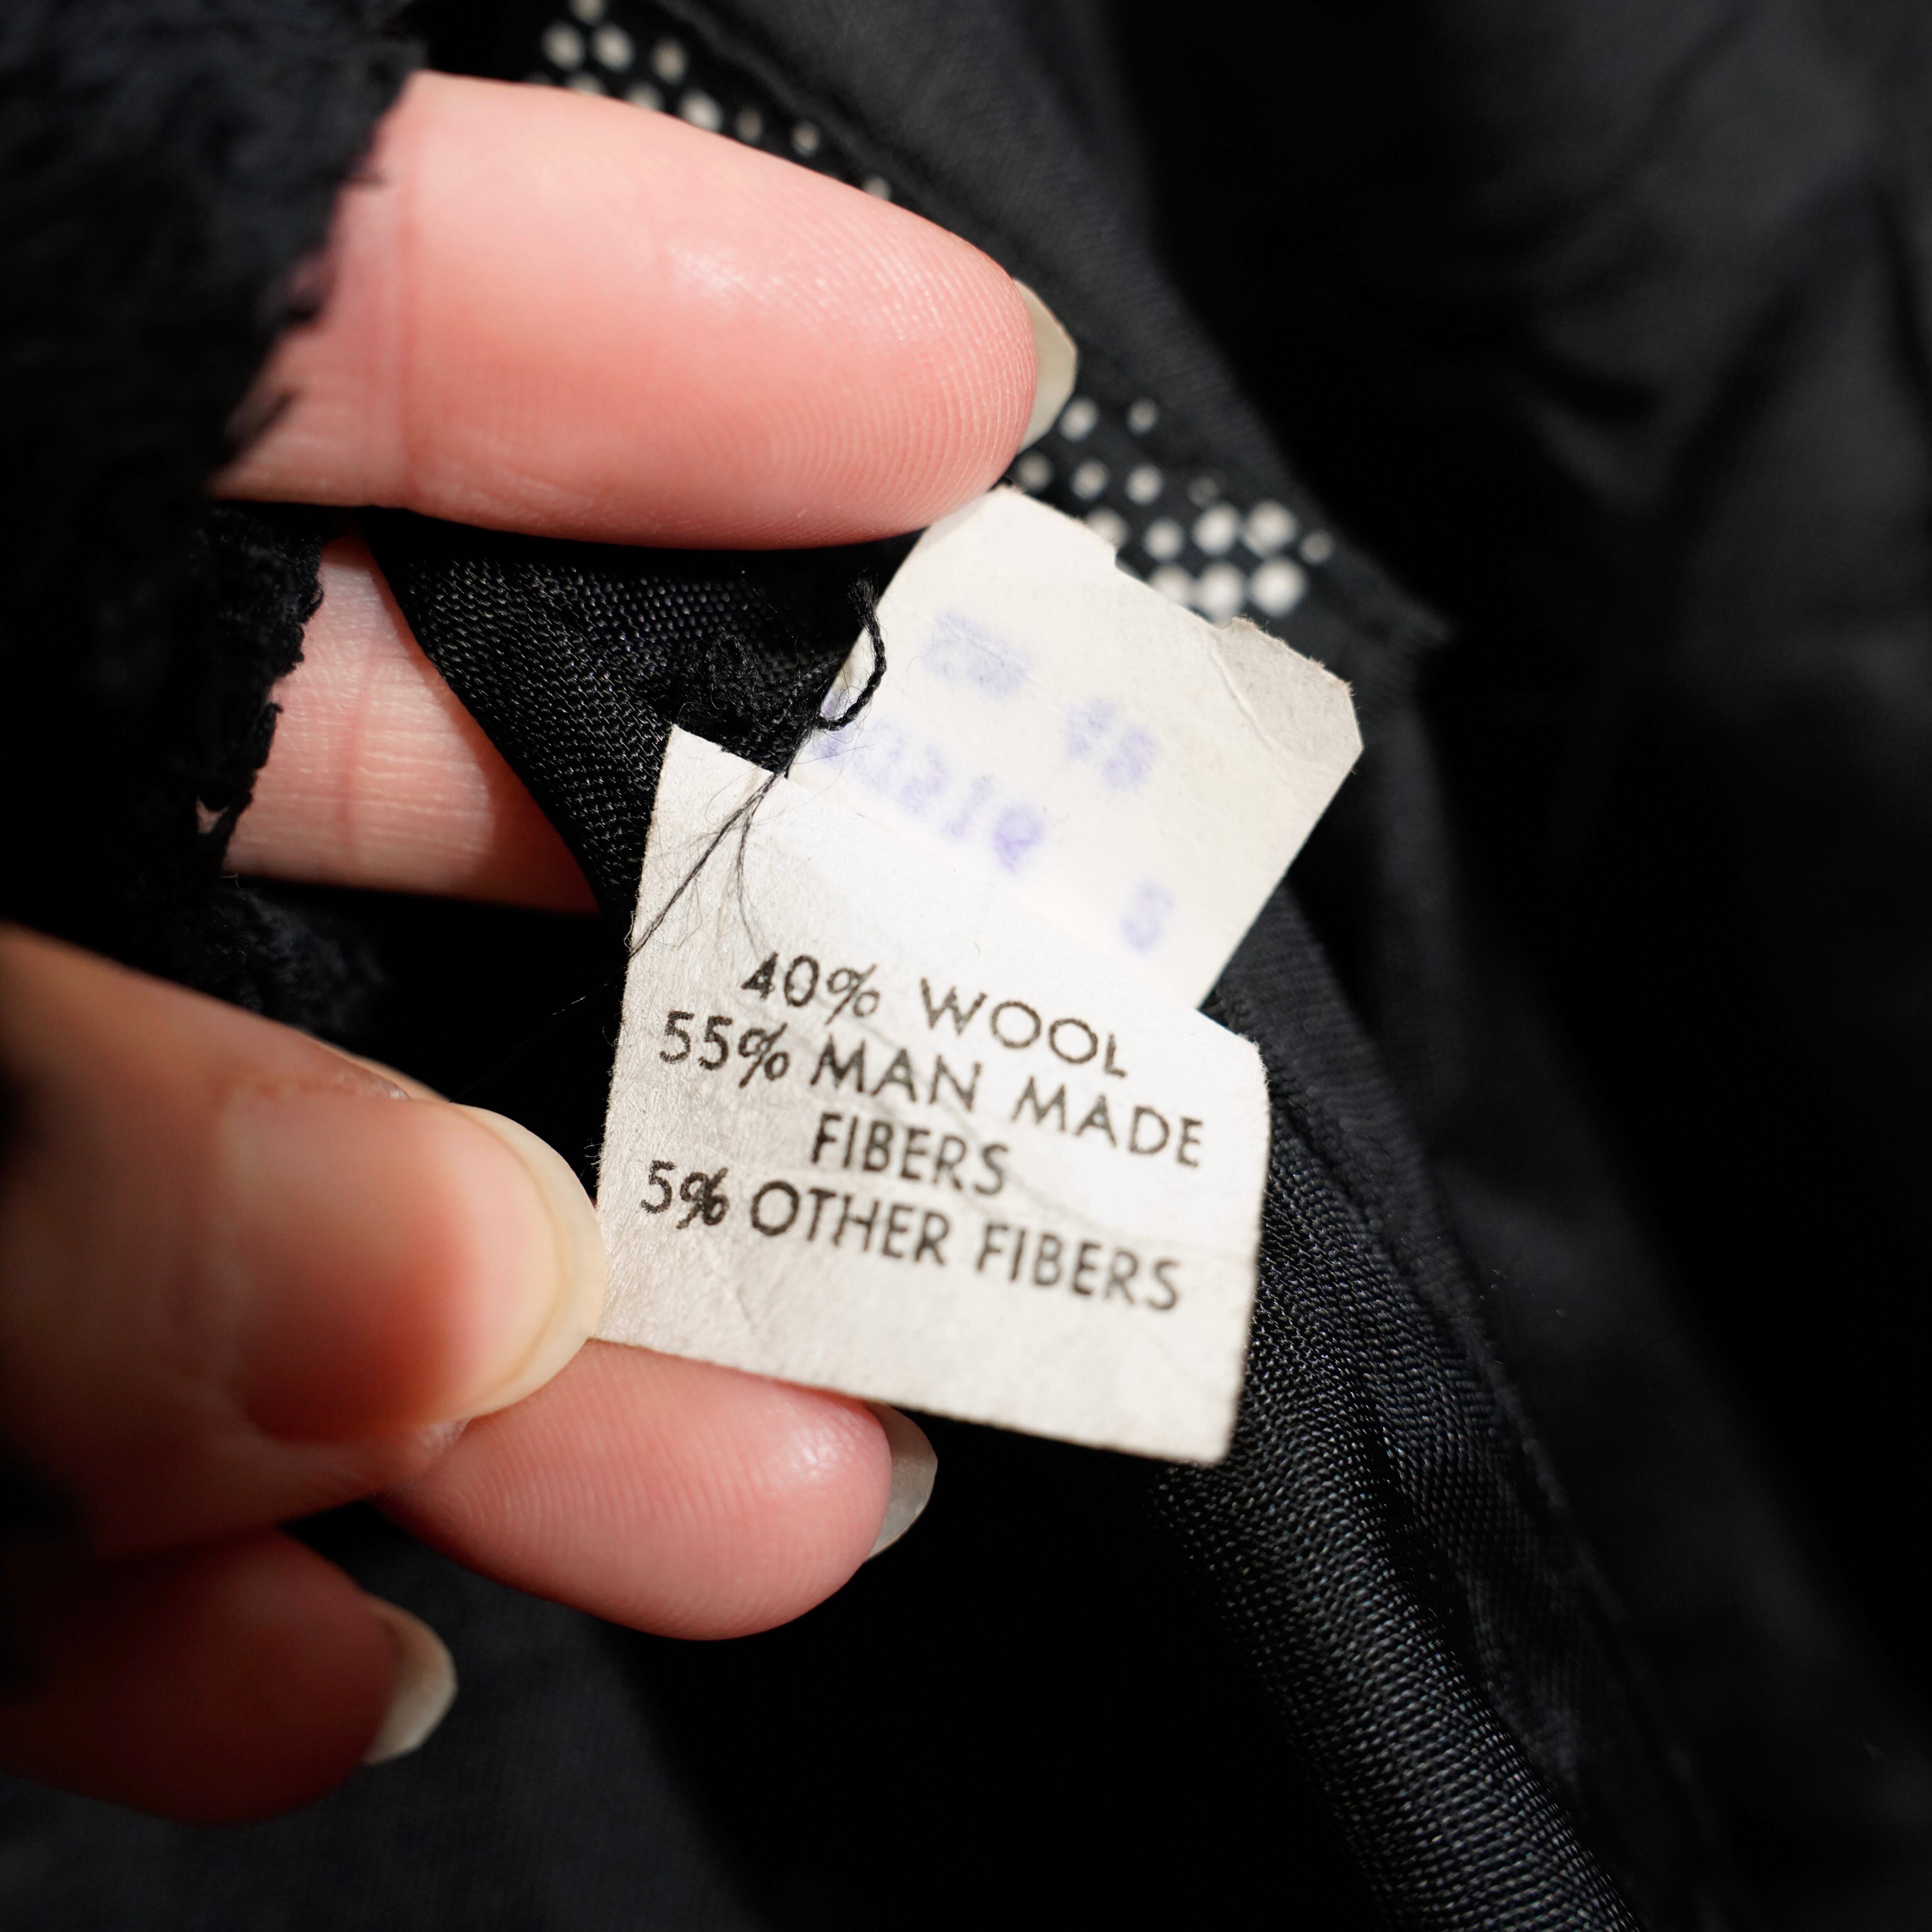 40% WOOL
55% MAN MADE
FIBERS
5% OTHER FIBERS